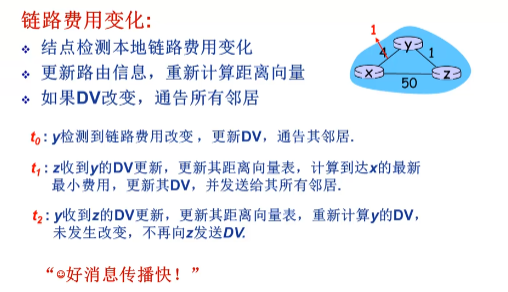 链路费用变化:
结点检测本地链路费用变化
更新路由信息，重新计算距离向量
如果DV改变，通告所有邻居
1
4
y
1
x
z
50
t0 : y检测到链路费用改变 ，更新DV，通告其邻居.
t1 : z收到y的DV更新，更新其距离向量表，计算到达x的最新
最小费用，更新其DV，并发送给其所有邻居.
t2 : y收到z的DV更新，更新其距离向量表，重新计算y的DV，
未发生改变，不再向z发送DV.
“☺好消息传播快！”